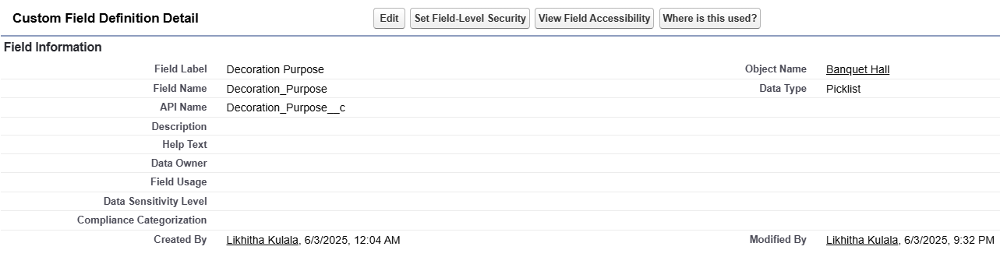 Custom Field Definition Detail Edit Set Field-Level Security View Field Accessibility Where is this used?
Field Information
Field Label Decoration Purpose Object Name Banquet Hall
Field Name Decoration_Purpose Data Type Picklist
API Name Decoration_Purpose__c
Description
Help Text
Data Owner
Field Usage
Data Sensitivity Level
Compliance Categorization
Created By Likhitha Kulala, 6/3/2025, 12:04 AM Modified By Likhitha Kulala, 6/3/2025, 9:32 PM